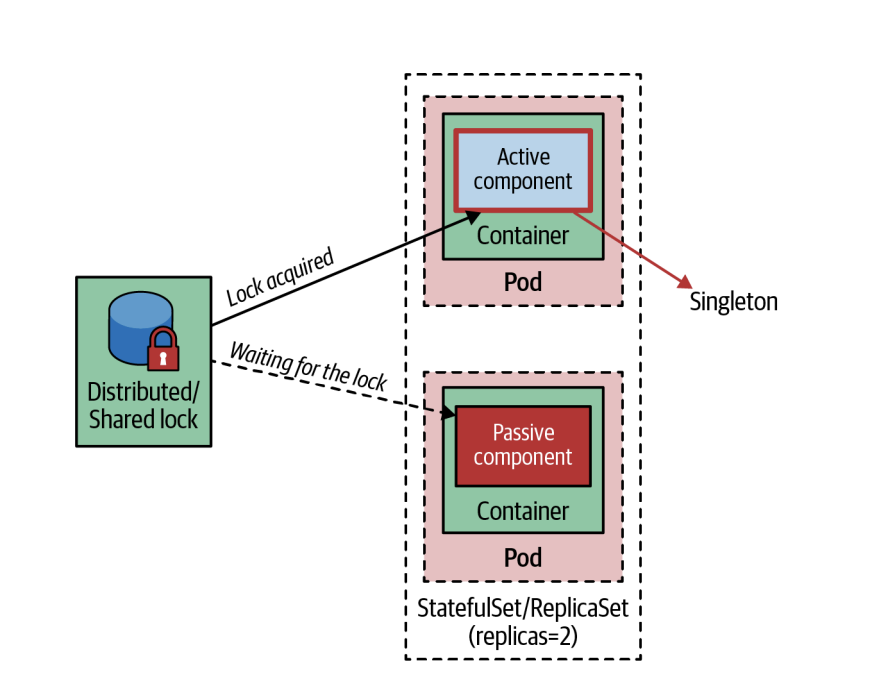 Active
component
Container
Pod
Lock acquired
Singleton
Distributed/
Shared lock
Waiting for the lock
Passive
component
Container
Pod
StatefulSet/ReplicaSet
(replicas=2)